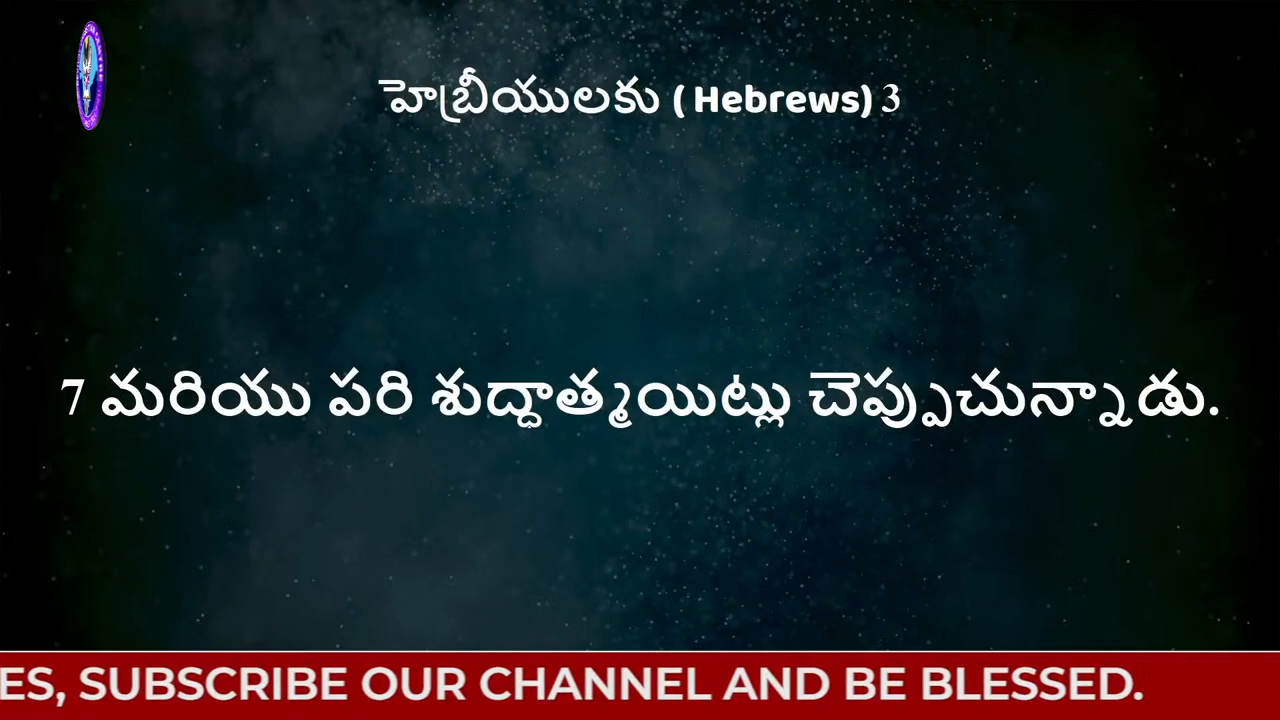 హెబ్రీయులకు ( Hebrews) 3
7 మరియు పరి శుద్ధాత్మయిట్లు చెప్పుచున్నాడు.
ES, SUBSCRIBE OUR CHANNEL AND BE BLESSED.